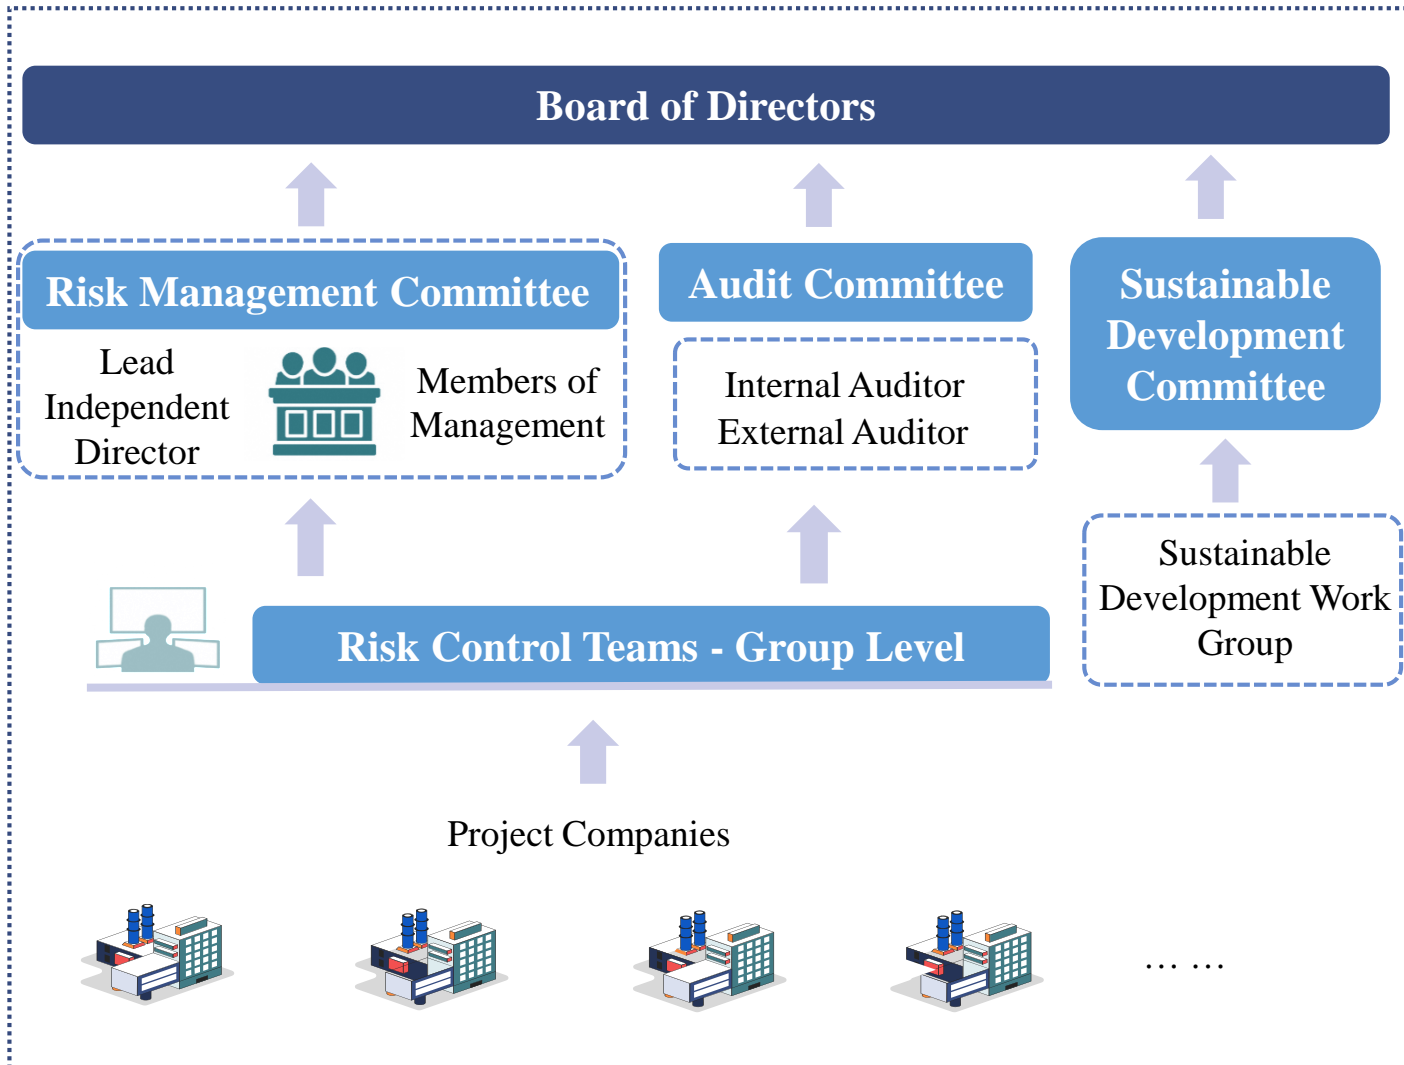 Board of Directors
Risk Management Committee
Lead
Independent
Director
Members of
Management
Audit Committee
Internal Auditor
External Auditor
Sustainable
Development
Committee
Sustainable
Development Work
Group
Risk Control Teams - Group Level
Project Companies
… …